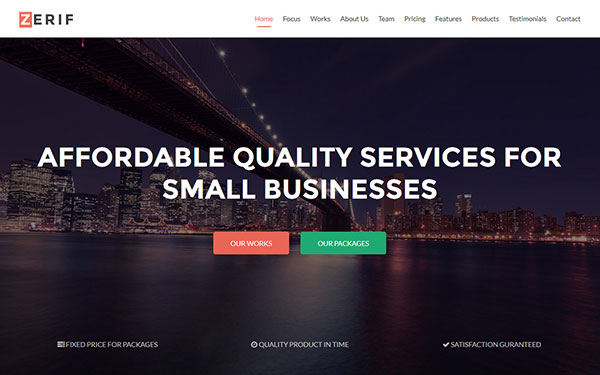 ZERIF
Home Focus Works About Us Team Pricing Features Products Testimonials Contact
AFFORDABLE QUALITY SERVICES FOR
SMALL BUSINESSES
OUR WORKS OUR PACKAGES
FIXED PRICE FOR PACKAGES QUALITY PRODUCT IN TIME SATISFACTION GURANTEED